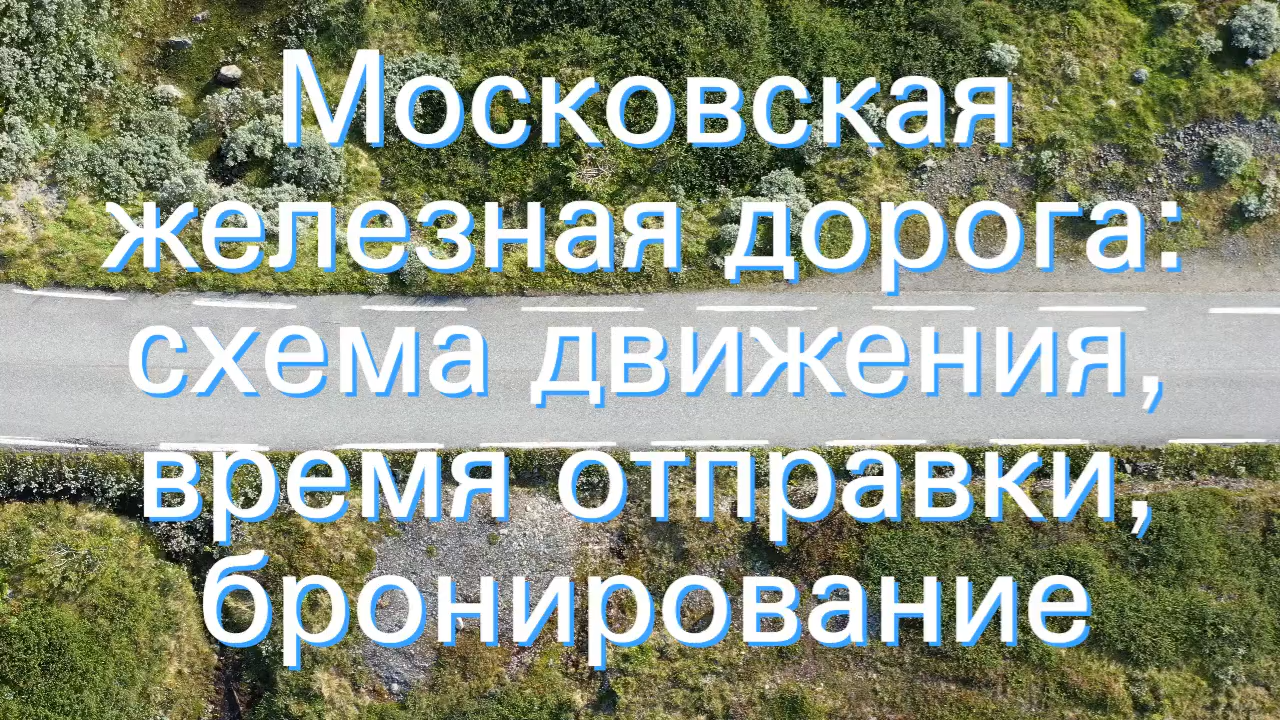 Московская
железная дорога:
схема движения,
время отправки,
бронирование